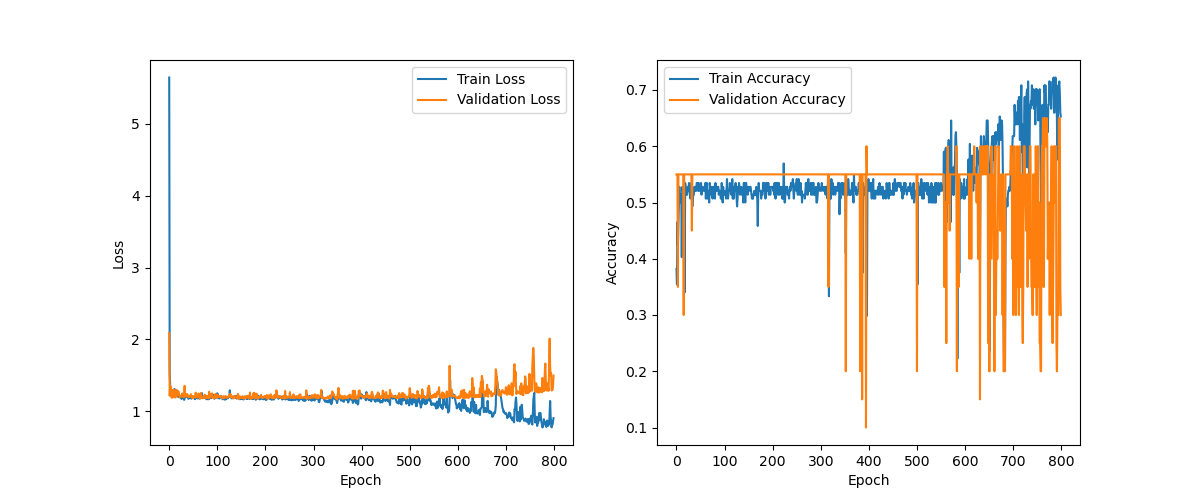 Train Loss
Validation Loss
5
4
3
2
1
Loss
0 100 200 300 400 500 600 700 800
Epoch
Train Accuracy
Validation Accuracy
0.7
0.6
0.5
0.4
0.3
0.2
0.1
Accuracy
0 100 200 300 400 500 600 700 800
Epoch